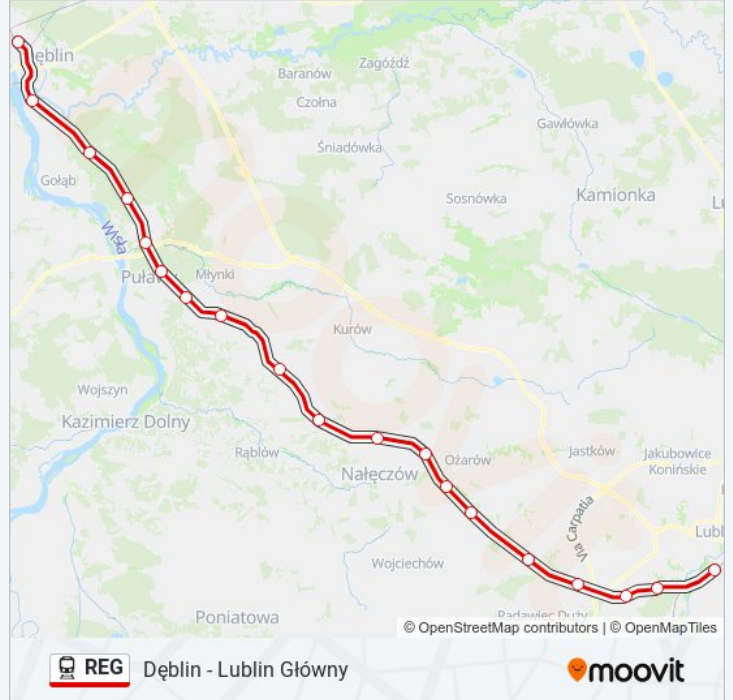 Dęblin
Zagóźdź
Baranów
Czołna
Gawłówka
Śniadówka
Gołąb
Sosnówka
Kamionka
Wisła
Puławy
Młynki
Kurów
Wojszyn
Kazimierz Dolny
Rąblów
Ożarów
Jastków
Jakubowice
Konińskie
Nałęczów
Via Carpatia
Lubl
Wojciechów
Poniatowa
Radawiec Duży
© OpenStreetMap contributors | © OpenMapTiles
REG Dęblin - Lublin Główny
moovit